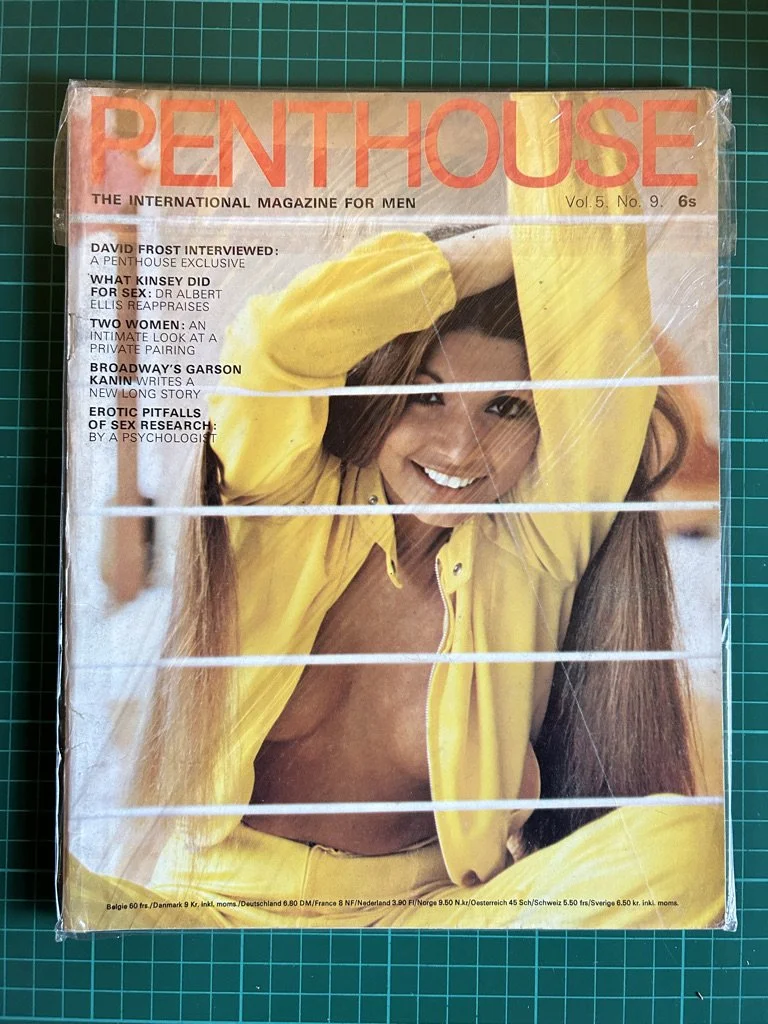 PENTHOUSE
THE INTERNATIONAL MAGAZINE FOR MEN
Vol.5. No. 9. 6s
DAVID FROST INTERVIEWED:
A PENTHOUSE EXCLUSIVE
WHAT KINSEY DID
FOR SEX: DR ALBERT
ELLIS REAPPRAISES
TWO WOMEN: AN
INTIMATE LOOK AT A
PRIVATE PAIRING
BROADWAY'S GARSON
KANIN WRITES A
NEW LONG STORY
EROTIC PITFALLS
OF SEX RESEARCH:
BY A PSYCHOLOGIST
Belgie 60 frs./Danmark 9 Kr. inkl. moms./Deutschland 6.80 DM/France 8 NF/Nederland 3.90 Fl/Norge 9.50 N.kr/Oesterreich 45 Sch/Schweiz 5.50 frs/Sverige 6.50 kr. inkl. moms.